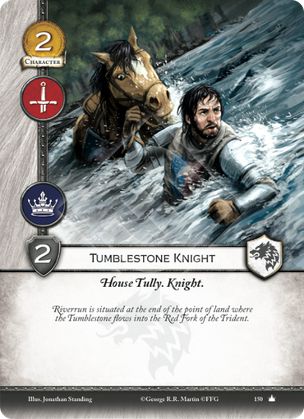 2
CHARACTER
2
TUMBLESTONE KNIGHT
House Tully. Knight.
Riverrun is situated at the end of the point of land where
the Tumblestone flows into the Red Fork of the Trident.
Illus. Jonathan Standing ©George R.R. Martin ©FFG 150